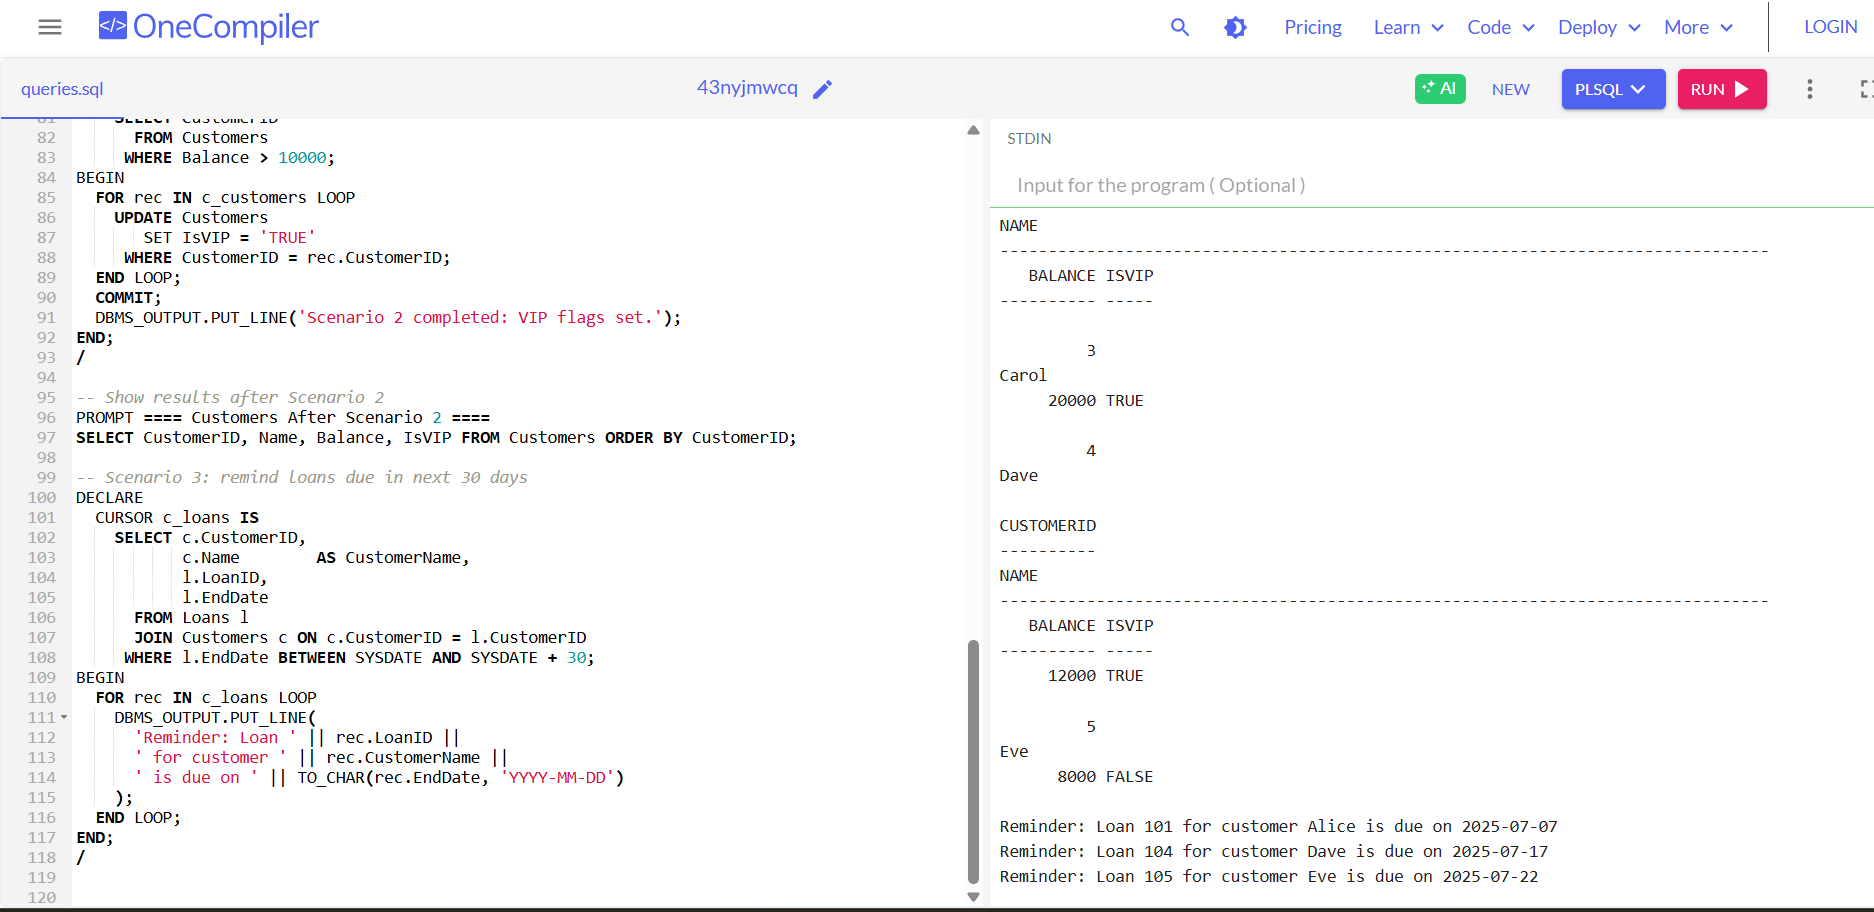 </> OneCompiler
Pricing Learn Code Deploy More LOGIN
queries.sql
43nyjmwcq
AI NEW PLSQL RUN
81 SELECT CustomerID
82 FROM Customers
83 WHERE Balance > 10000;
84 BEGIN
85 FOR rec IN c_customers LOOP
86 UPDATE Customers
87 SET IsVIP = 'TRUE'
88 WHERE CustomerID = rec.CustomerID;
89 END LOOP;
90 COMMIT;
91 DBMS_OUTPUT.PUT_LINE('Scenario 2 completed: VIP flags set.');
92 END;
93 /
94
95 -- Show results after Scenario 2
96 PROMPT ==== Customers After Scenario 2 ====
97 SELECT CustomerID, Name, Balance, IsVIP FROM Customers ORDER BY CustomerID;
98
99 -- Scenario 3: remind loans due in next 30 days
100 DECLARE
101 CURSOR c_loans IS
102 SELECT c.CustomerID,
103 c.Name AS CustomerName,
104 l.LoanID,
105 l.EndDate
106 FROM Loans l
107 JOIN Customers c ON c.CustomerID = l.CustomerID
108 WHERE l.EndDate BETWEEN SYSDATE AND SYSDATE + 30;
109 BEGIN
110 FOR rec IN c_loans LOOP
111 DBMS_OUTPUT.PUT_LINE(
112 'Reminder: Loan ' || rec.LoanID ||
113 ' for customer ' || rec.CustomerName ||
114 ' is due on ' || TO_CHAR(rec.EndDate, 'YYYY-MM-DD')
115 );
116 END LOOP;
117 END;
118 /
119
120
STDIN
Input for the program ( Optional )
NAME
--------------------------------------------------------------------------------
BALANCE ISVIP
---------- -----

3
Carol
20000 TRUE

4
Dave

CUSTOMERID
----------
NAME
--------------------------------------------------------------------------------
BALANCE ISVIP
---------- -----
12000 TRUE

5
Eve
8000 FALSE

Reminder: Loan 101 for customer Alice is due on 2025-07-07
Reminder: Loan 104 for customer Dave is due on 2025-07-17
Reminder: Loan 105 for customer Eve is due on 2025-07-22